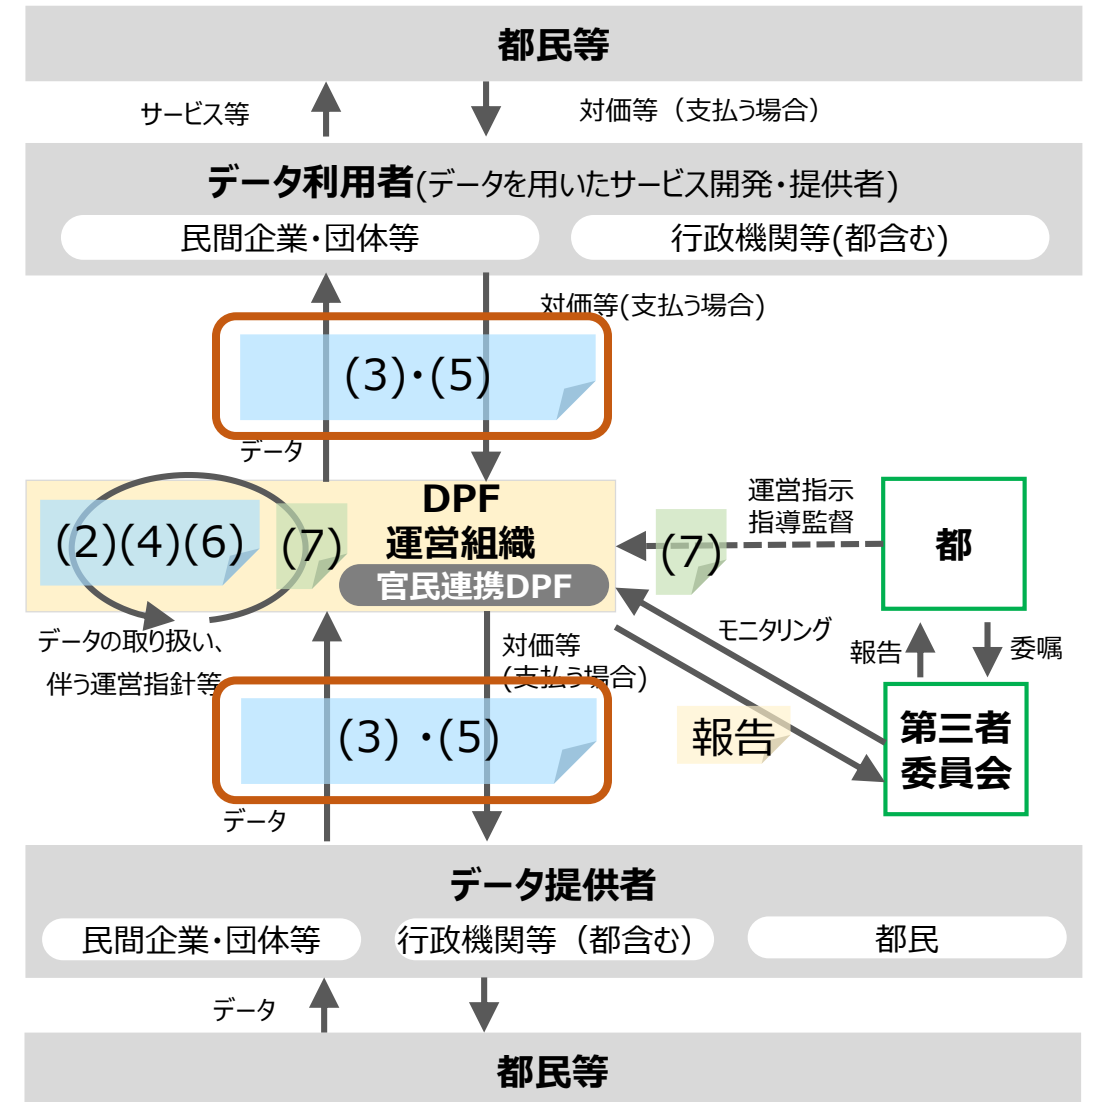 都民等
サービス等
対価等（支払う場合）
データ利用者(データを用いたサービス開発・提供者)
民間企業・団体等
行政機関等(都含む)
対価等(支払う場合)
(3)・(5)
データ
DPF
運営組織
官民連携DPF
(2)(4)(6)
(7)
データの取り扱い、
伴う運営指針等
運営指示
指導監督
(7)
都
モニタリング
報告
委嘱
対価等
(支払う場合)
報告
第三者
委員会
(3) ・(5)
データ
データ提供者
民間企業・団体等
行政機関等（都含む）
都民
データ
都民等